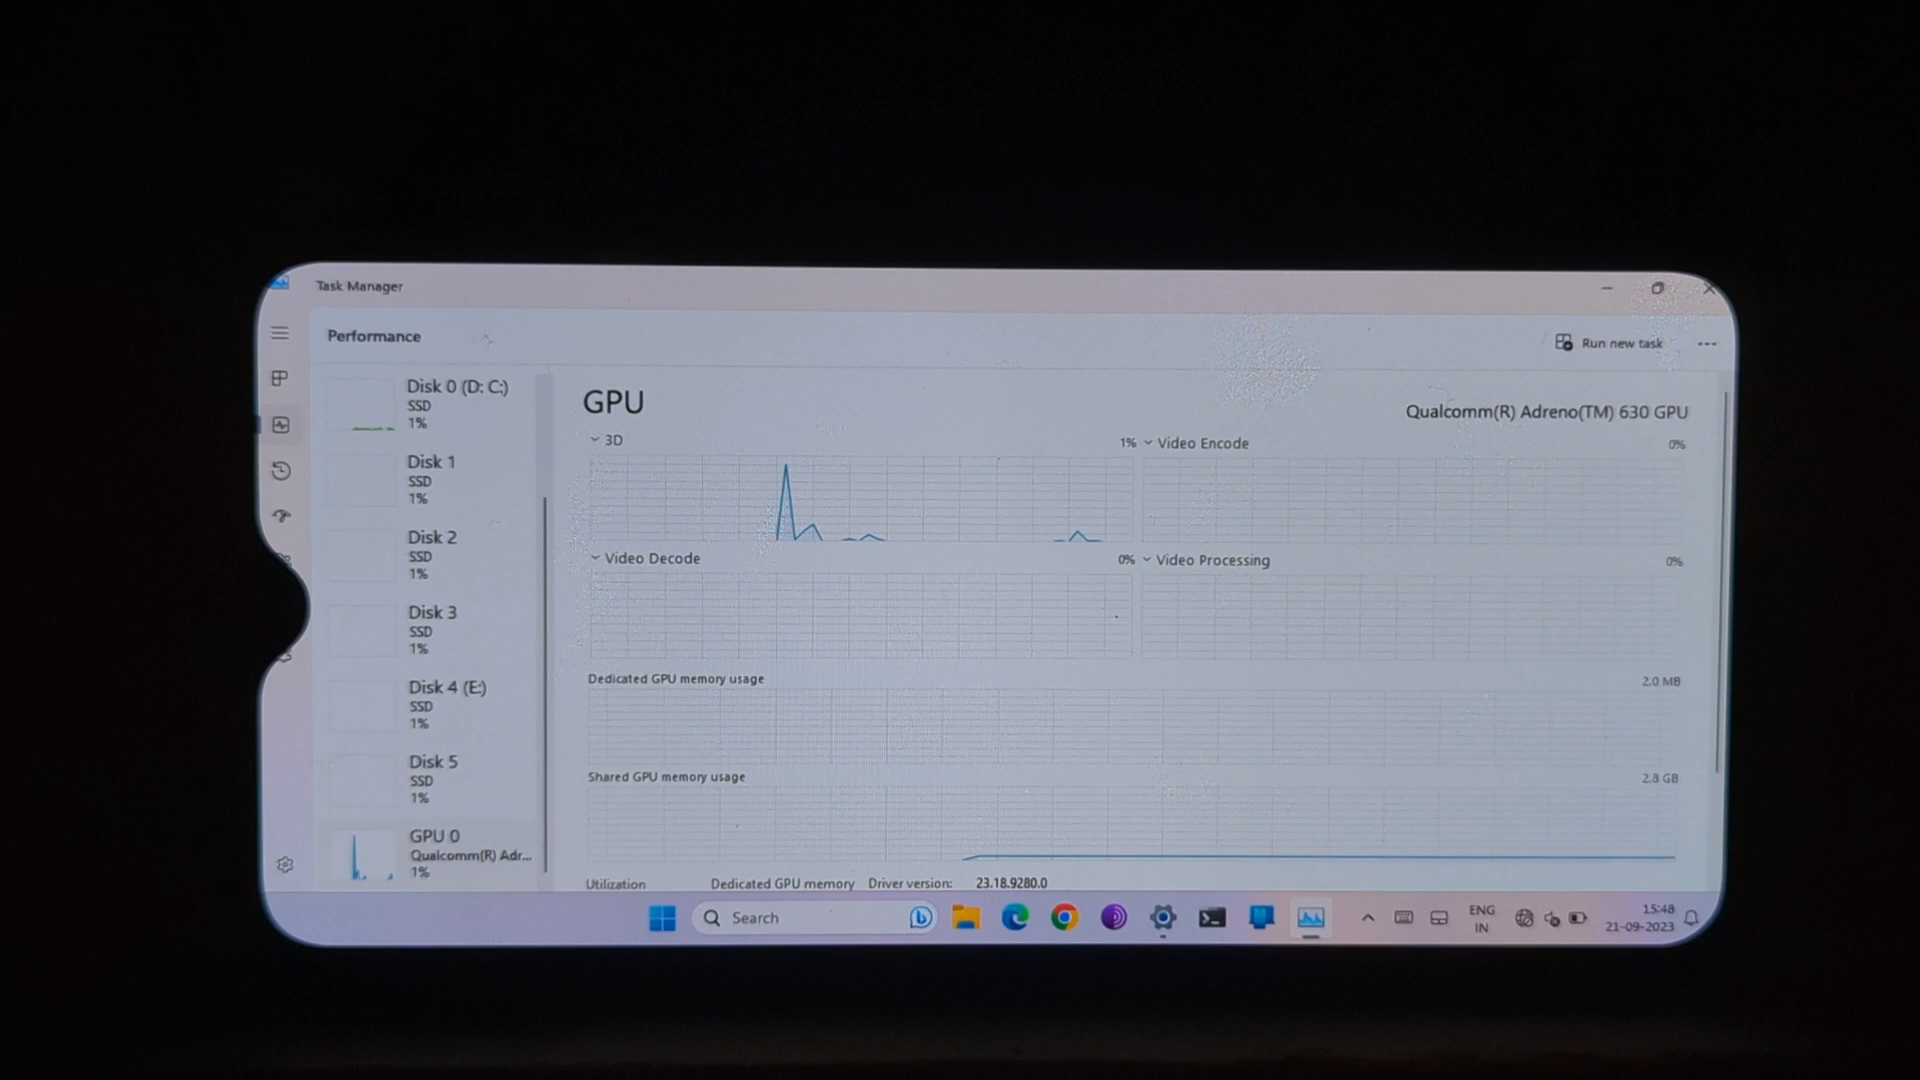 Task Manager
Performance
Run new task
Disk 0 (D: C:)
SSD
1%
Disk 1
SSD
1%
Disk 2
SSD
1%
Disk 3
SSD
1%
Disk 4 (E:)
SSD
1%
Disk 5
SSD
1%
GPU 0
Qualcomm(R) Adr...
1%
GPU
Qualcomm(R) Adreno(TM) 630 GPU
3D 1%
Video Encode 0%
Video Decode 0%
Video Processing 0%
Dedicated GPU memory usage 2.0 MB
Shared GPU memory usage 2.8 GB
Utilization Dedicated GPU memory Driver version: 23.18.9280.0
Search
ENG
IN
15:48
21-09-2023